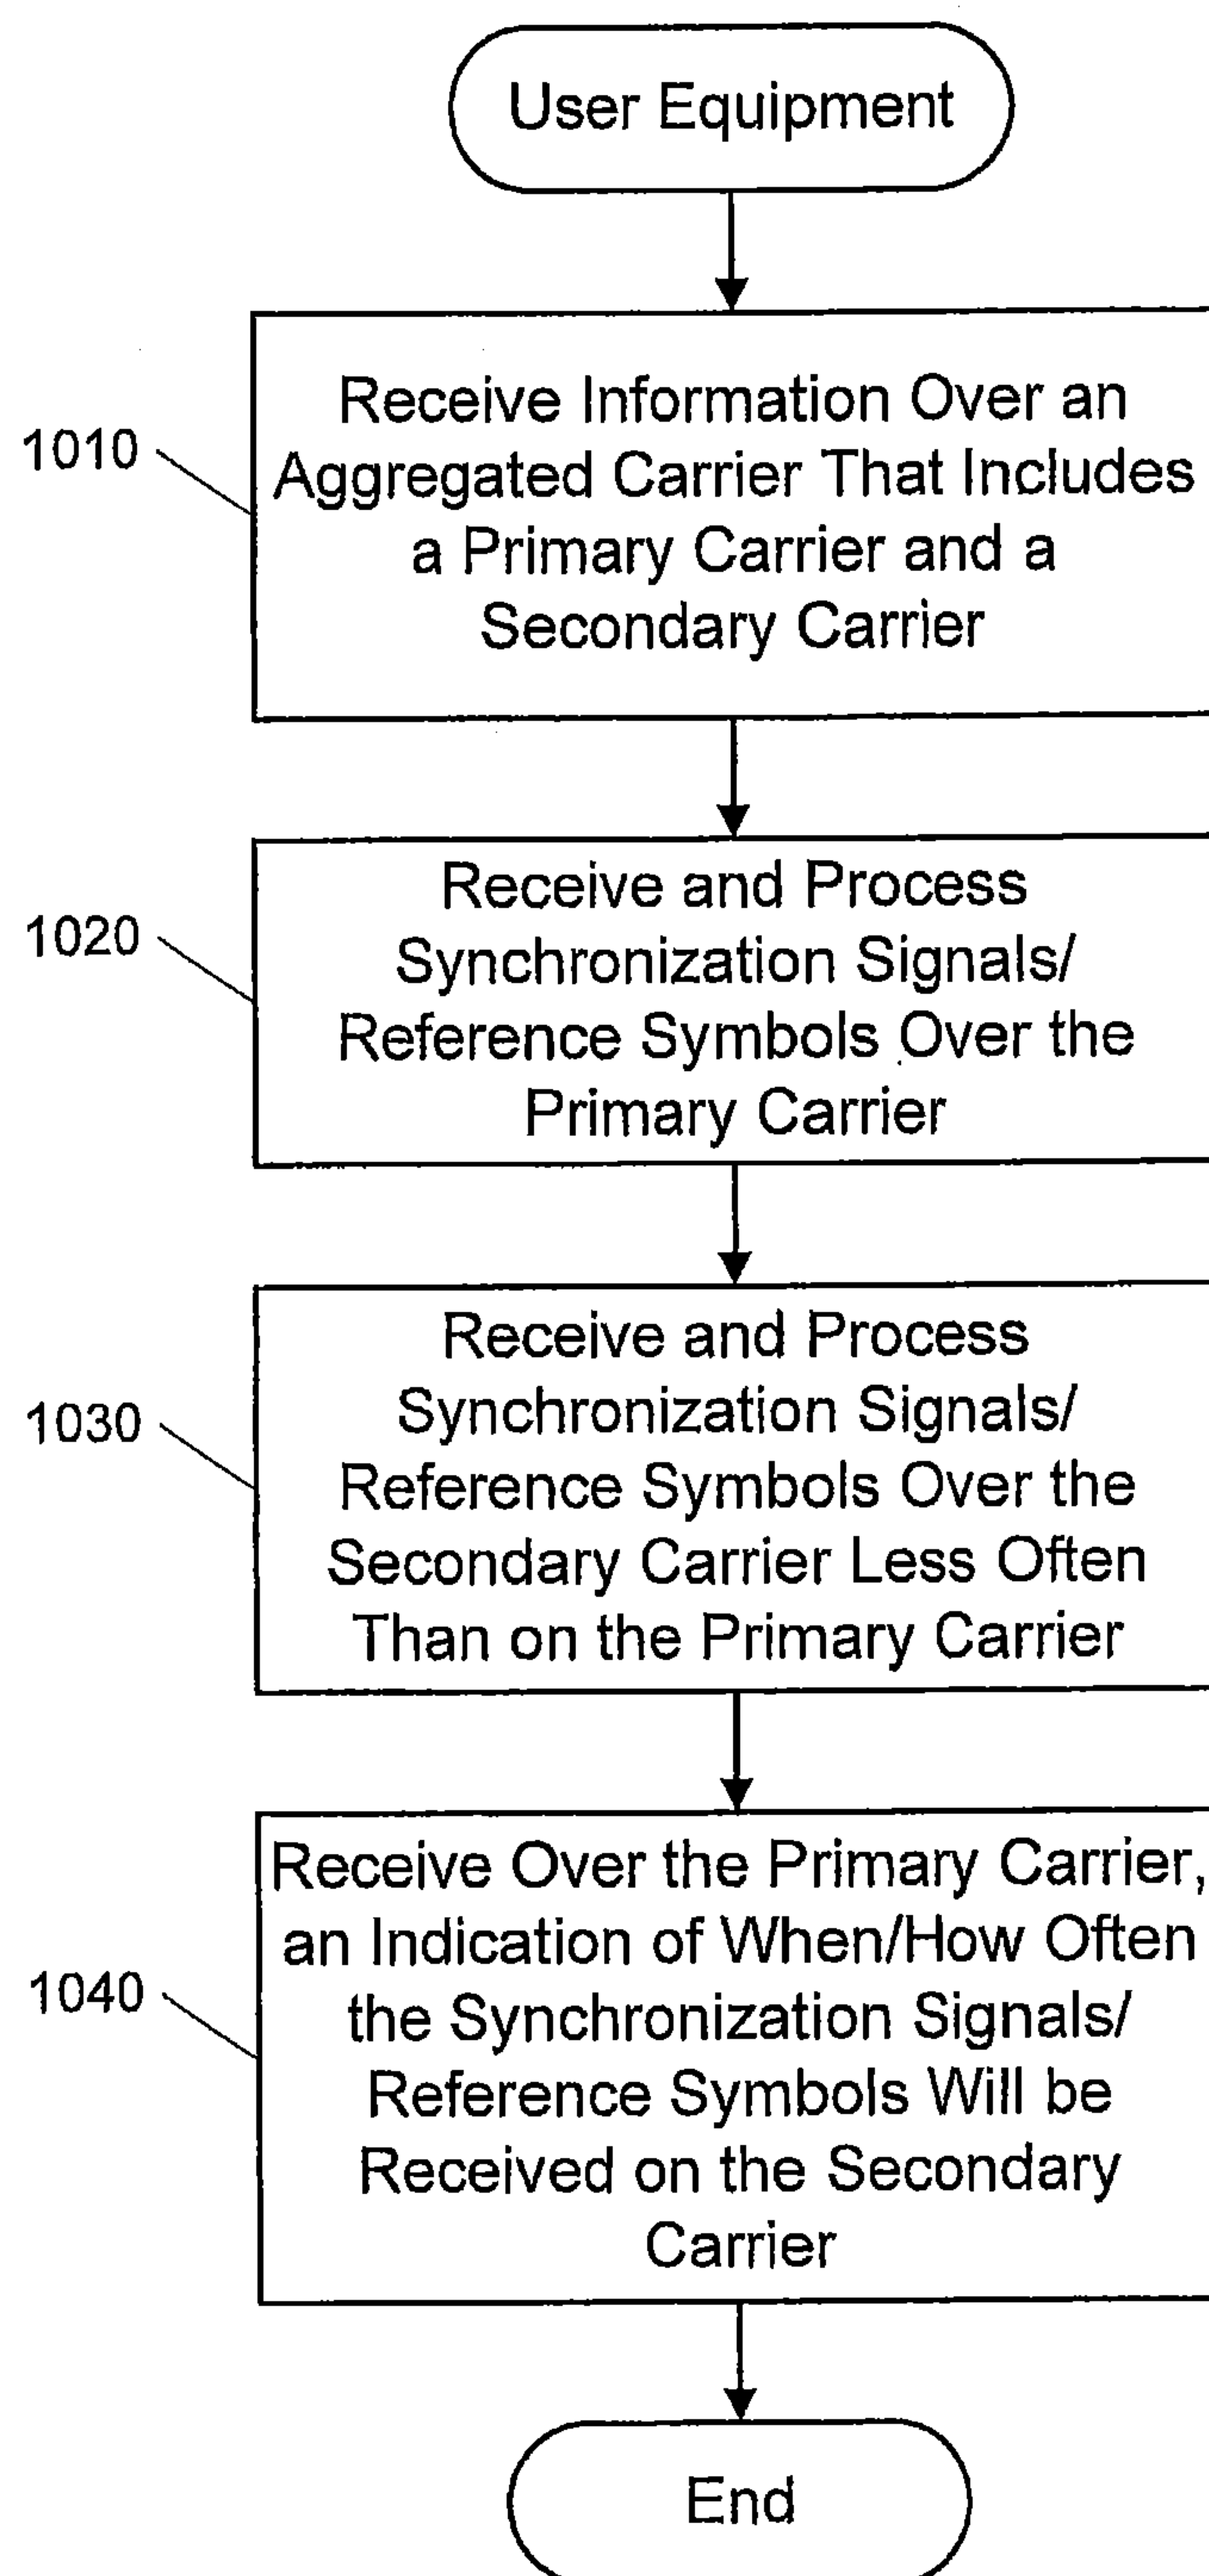 User Equipment
Receive Information Over an
Aggregated Carrier That Includes
a Primary Carrier and a
Secondary Carrier
1010
Receive and Process
Synchronization Signals/
Reference Symbols Over the
Primary Carrier
1020
Receive and Process
Synchronization Signals/
Reference Symbols Over the
Secondary Carrier Less Often
Than on the Primary Carrier
1030
Receive Over the Primary Carrier,
an Indication of When/How Often
the Synchronization Signals/
Reference Symbols Will be
Received on the Secondary
Carrier
1040
End